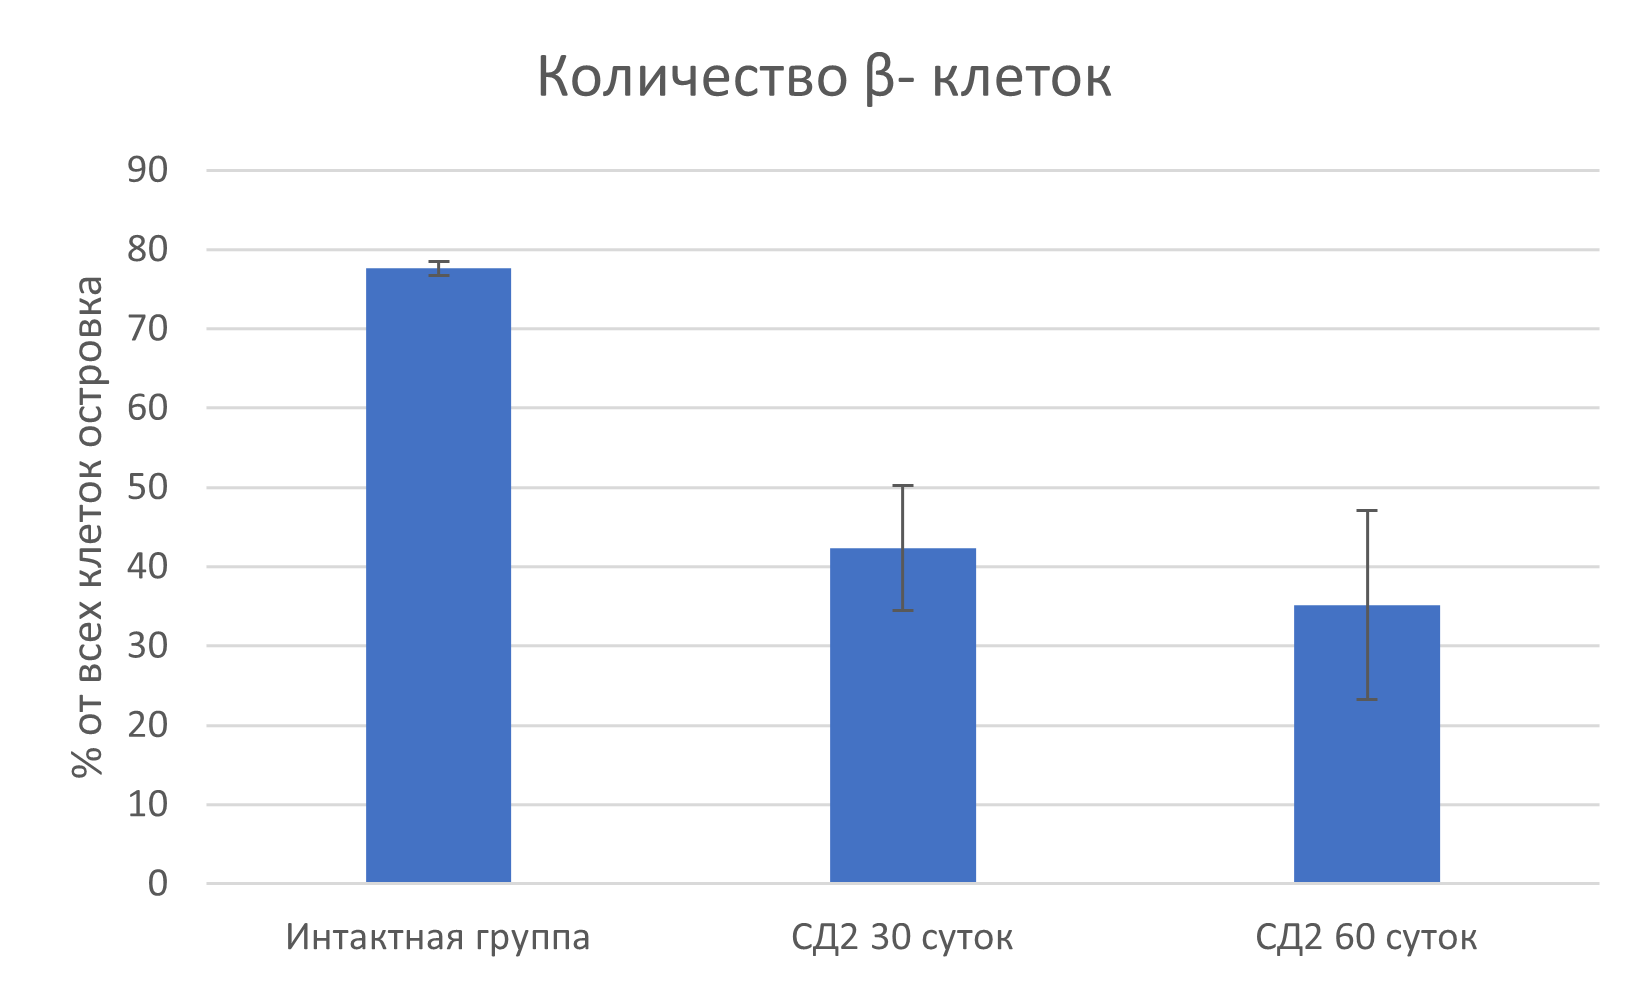 Количество β- клеток
% от всех клеток островка
90
80
70
60
50
40
30
20
10
0
Интактная группа
СД2 30 суток
СД2 60 суток